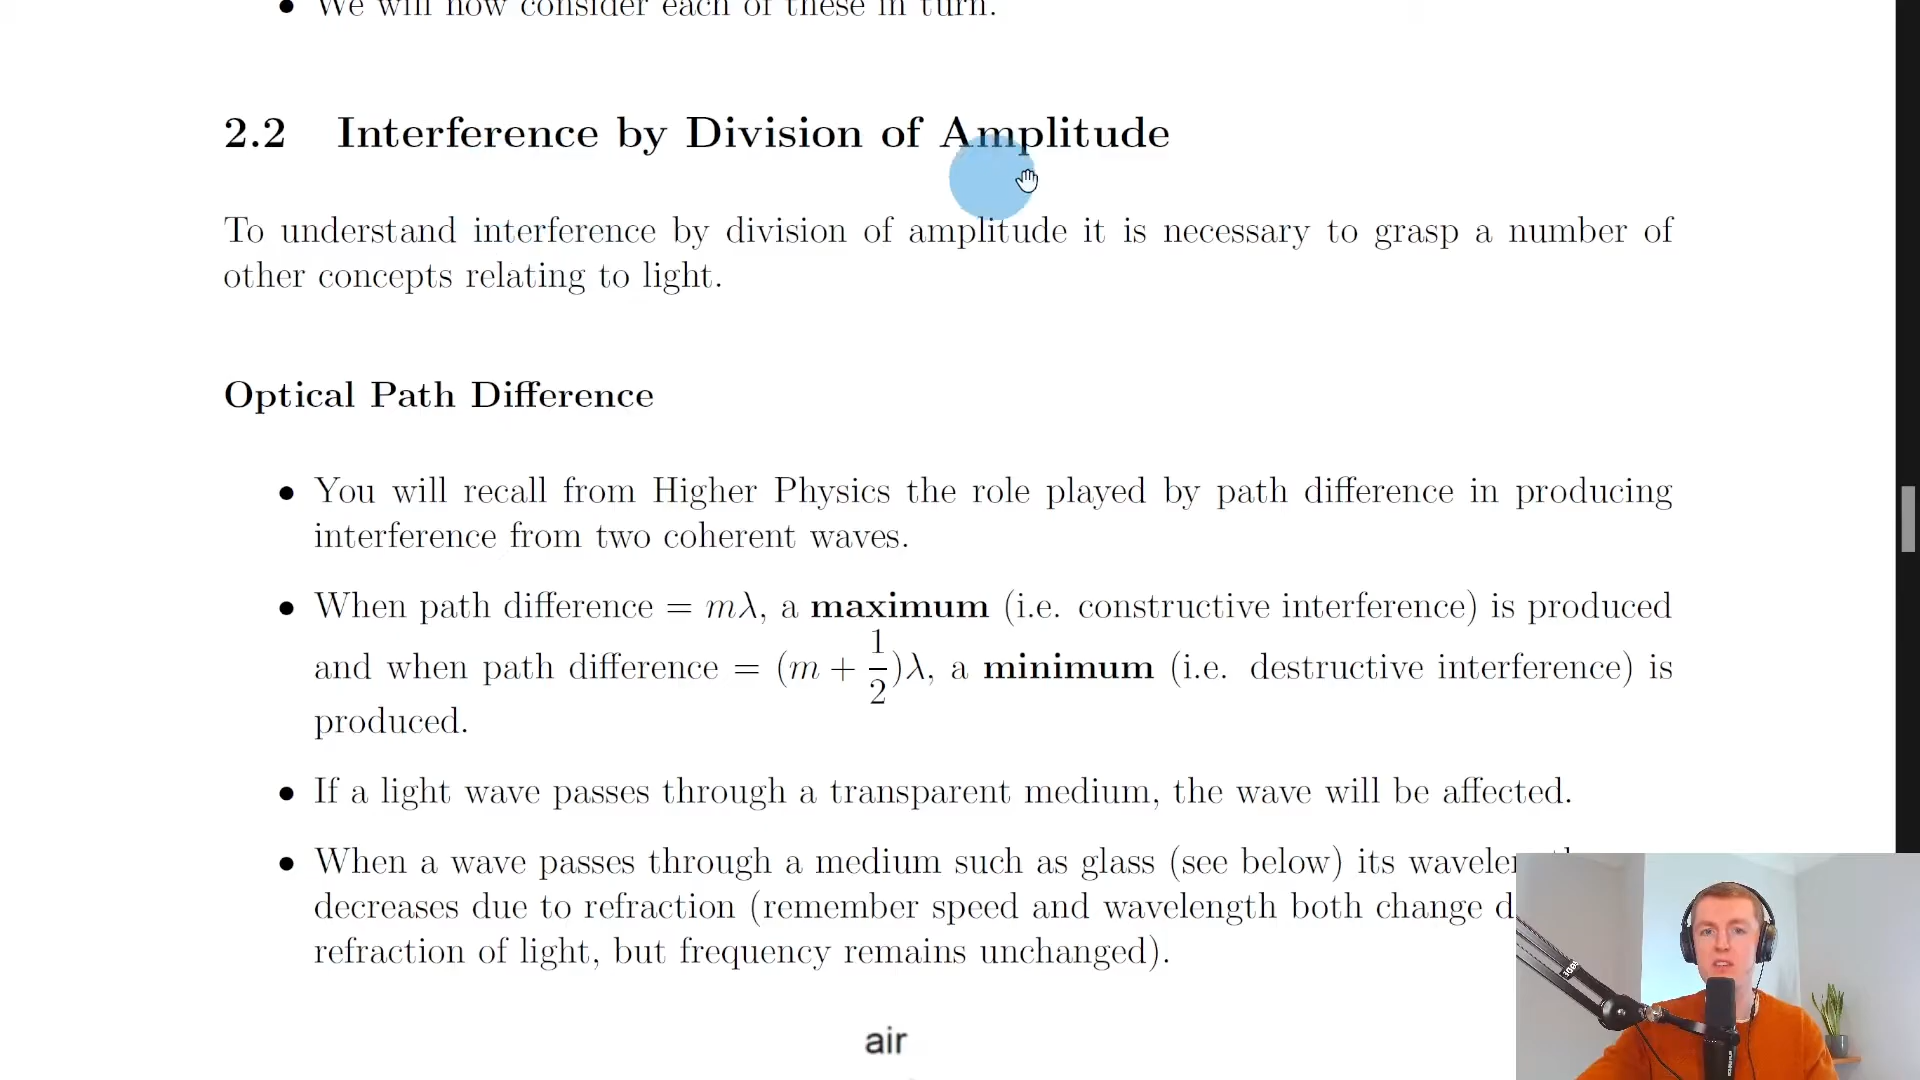 • We will now consider each of these in turn.
2.2 Interference by Division of Amplitude
To understand interference by division of amplitude it is necessary to grasp a number of
other concepts relating to light.
Optical Path Difference
• You will recall from Higher Physics the role played by path difference in producing
interference from two coherent waves.
• When path difference = mλ, a maximum (i.e. constructive interference) is produced
and when path difference = (m + 1/2)λ, a minimum (i.e. destructive interference) is
produced.
• If a light wave passes through a transparent medium, the wave will be affected.
• When a wave passes through a medium such as glass (see below) its
decreases due to refraction (remember speed and wavelength both change
refraction of light, but frequency remains unchanged).
air